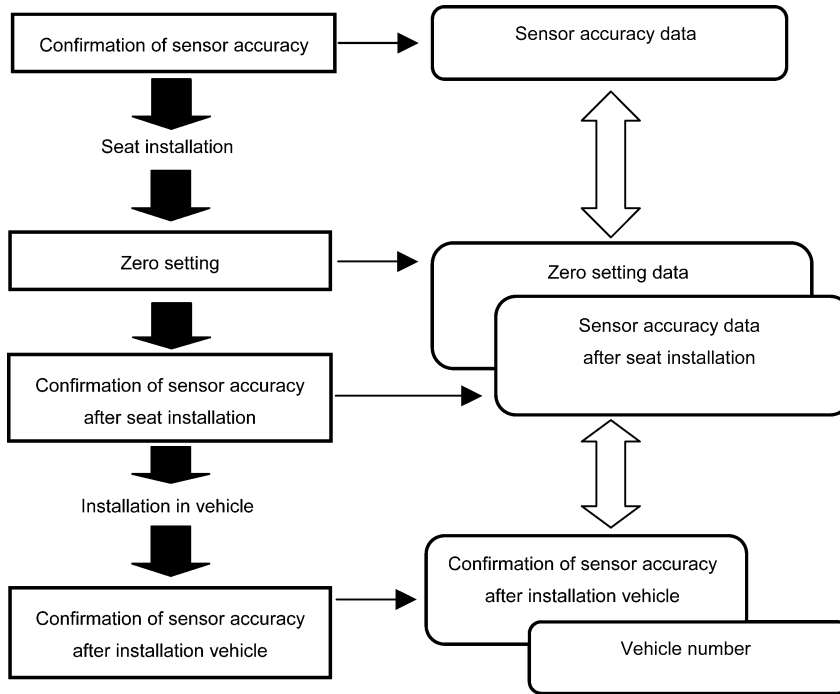 Confirmation of sensor accuracy
Sensor accuracy data
Seat installation
Zero setting
Zero setting data
Sensor accuracy data
after seat installation
Confirmation of sensor accuracy
after seat installation
Installation in vehicle
Confirmation of sensor accuracy
after installation vehicle
Confirmation of sensor accuracy
after installation vehicle
Vehicle number